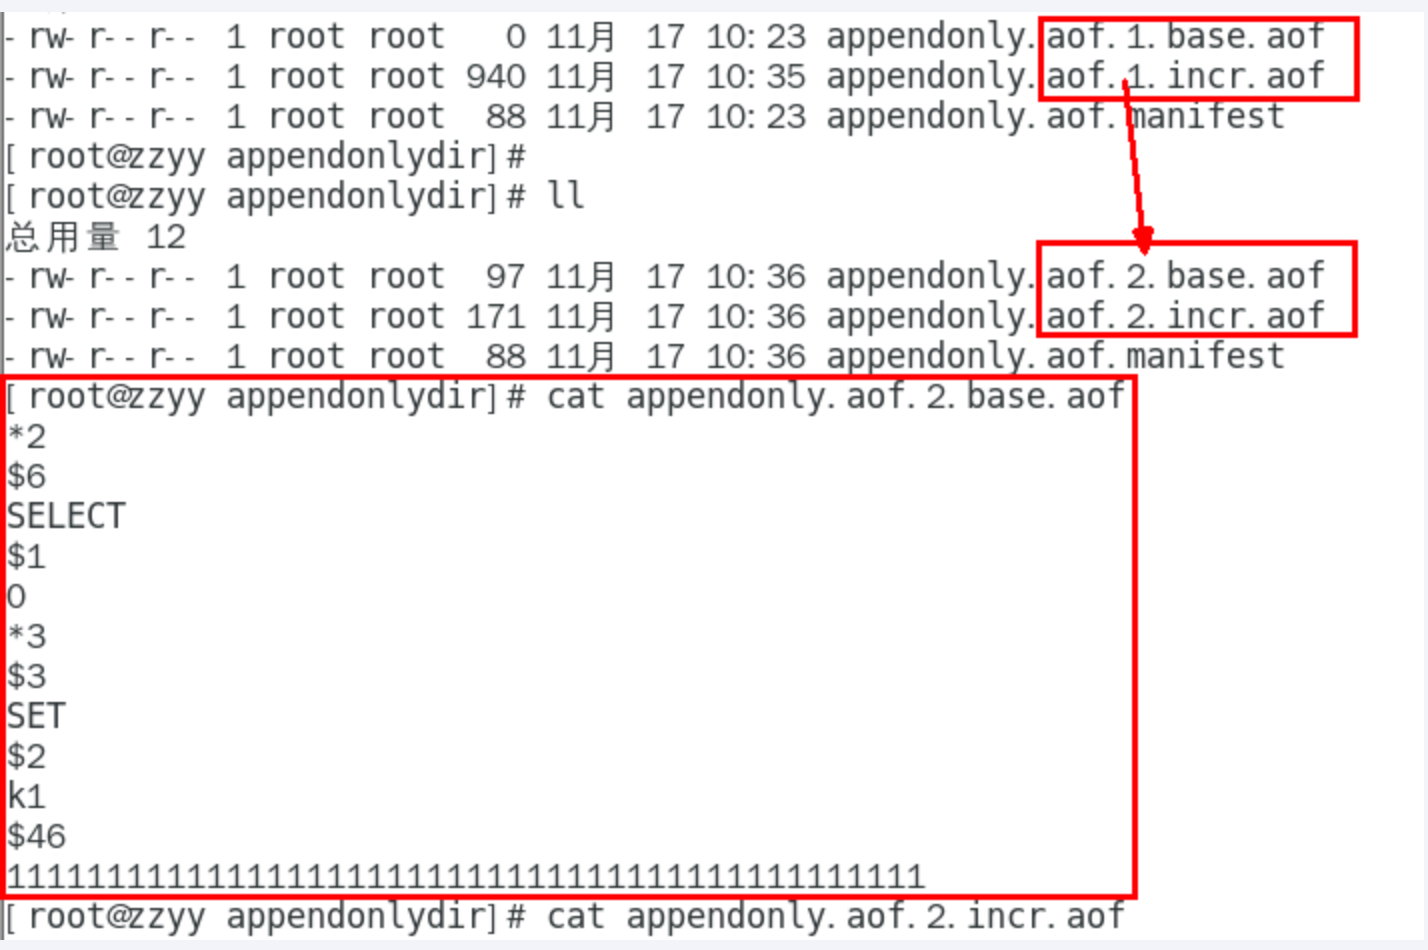 -rw-r--r-- 1 root root 0 11月 17 10:23 appendonly.aof.1.base.aof
-rw-r--r-- 1 root root 940 11月 17 10:35 appendonly.aof.1.incr.aof
-rw-r--r-- 1 root root 88 11月 17 10:23 appendonly.aof.manifest
[root@zzyy appendonlydir]#
[root@zzyy appendonlydir]# ll
总用量 12
-rw-r--r-- 1 root root 97 11月 17 10:36 appendonly.aof.2.base.aof
-rw-r--r-- 1 root root 171 11月 17 10:36 appendonly.aof.2.incr.aof
-rw-r--r-- 1 root root 88 11月 17 10:36 appendonly.aof.manifest
[root@zzyy appendonlydir]# cat appendonly.aof.2.base.aof
*2
$6
SELECT
$1
0
*3
$3
SET
$2
k1
$46
1111111111111111111111111111111111111111111111
[root@zzyy appendonlydir]# cat appendonly.aof.2.incr.aof